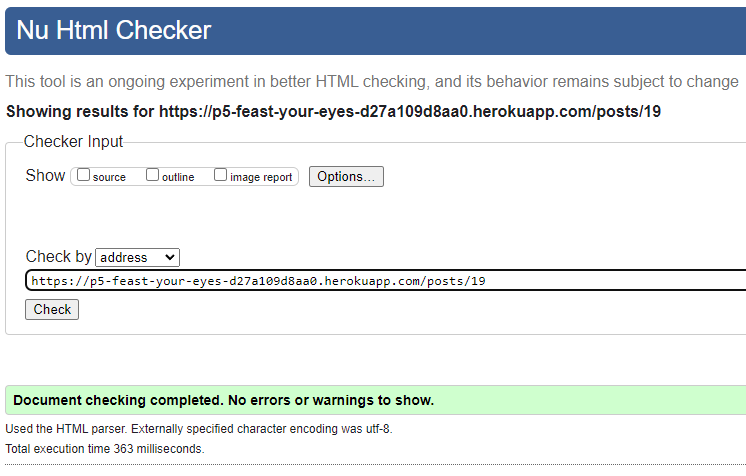 Nu Html Checker
This tool is an ongoing experiment in better HTML checking, and its behavior remains subject to change
Showing results for https://p5-feast-your-eyes-d27a109d8aa0.herokuapp.com/posts/19
Checker Input
Show source outline image report Options...
Check by address
https://p5-feast-your-eyes-d27a109d8aa0.herokuapp.com/posts/19
Check
Document checking completed. No errors or warnings to show.
Used the HTML parser. Externally specified character encoding was utf-8.
Total execution time 363 milliseconds.